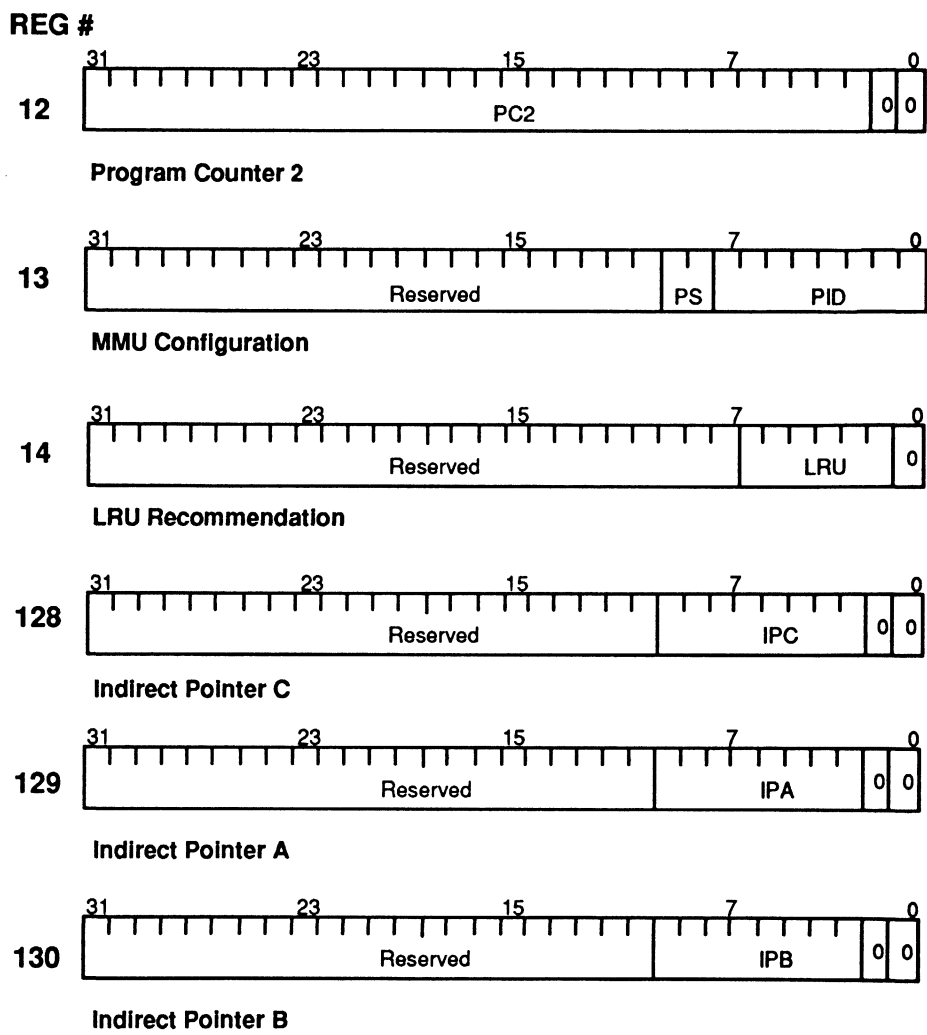 REG #
31 23 15 7 0
12 PC2 0 0
Program Counter 2
31 23 15 7 0
13 Reserved PS PID
MMU Configuration
31 23 15 7 0
14 Reserved LRU 0
LRU Recommendation
31 23 15 7 0
128 Reserved IPC 0 0
Indirect Pointer C
31 23 15 7 0
129 Reserved IPA 0 0
Indirect Pointer A
31 23 15 7 0
130 Reserved IPB 0 0
Indirect Pointer B